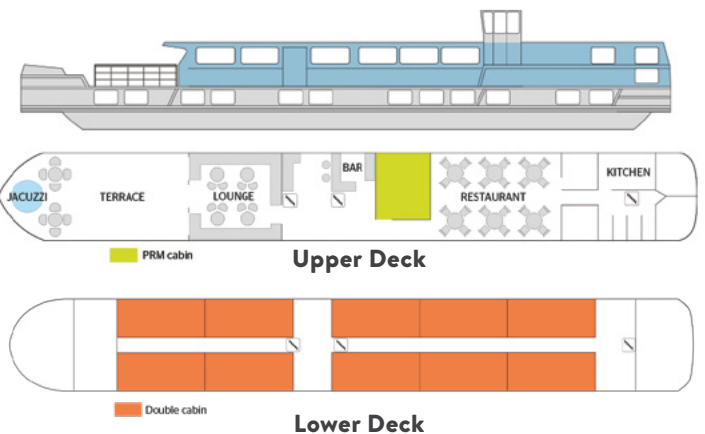 JACUZZI
TERRACE
LOUNGE
BAR
RESTAURANT
KITCHEN
PRM cabin
Upper Deck
Double cabin
Lower Deck